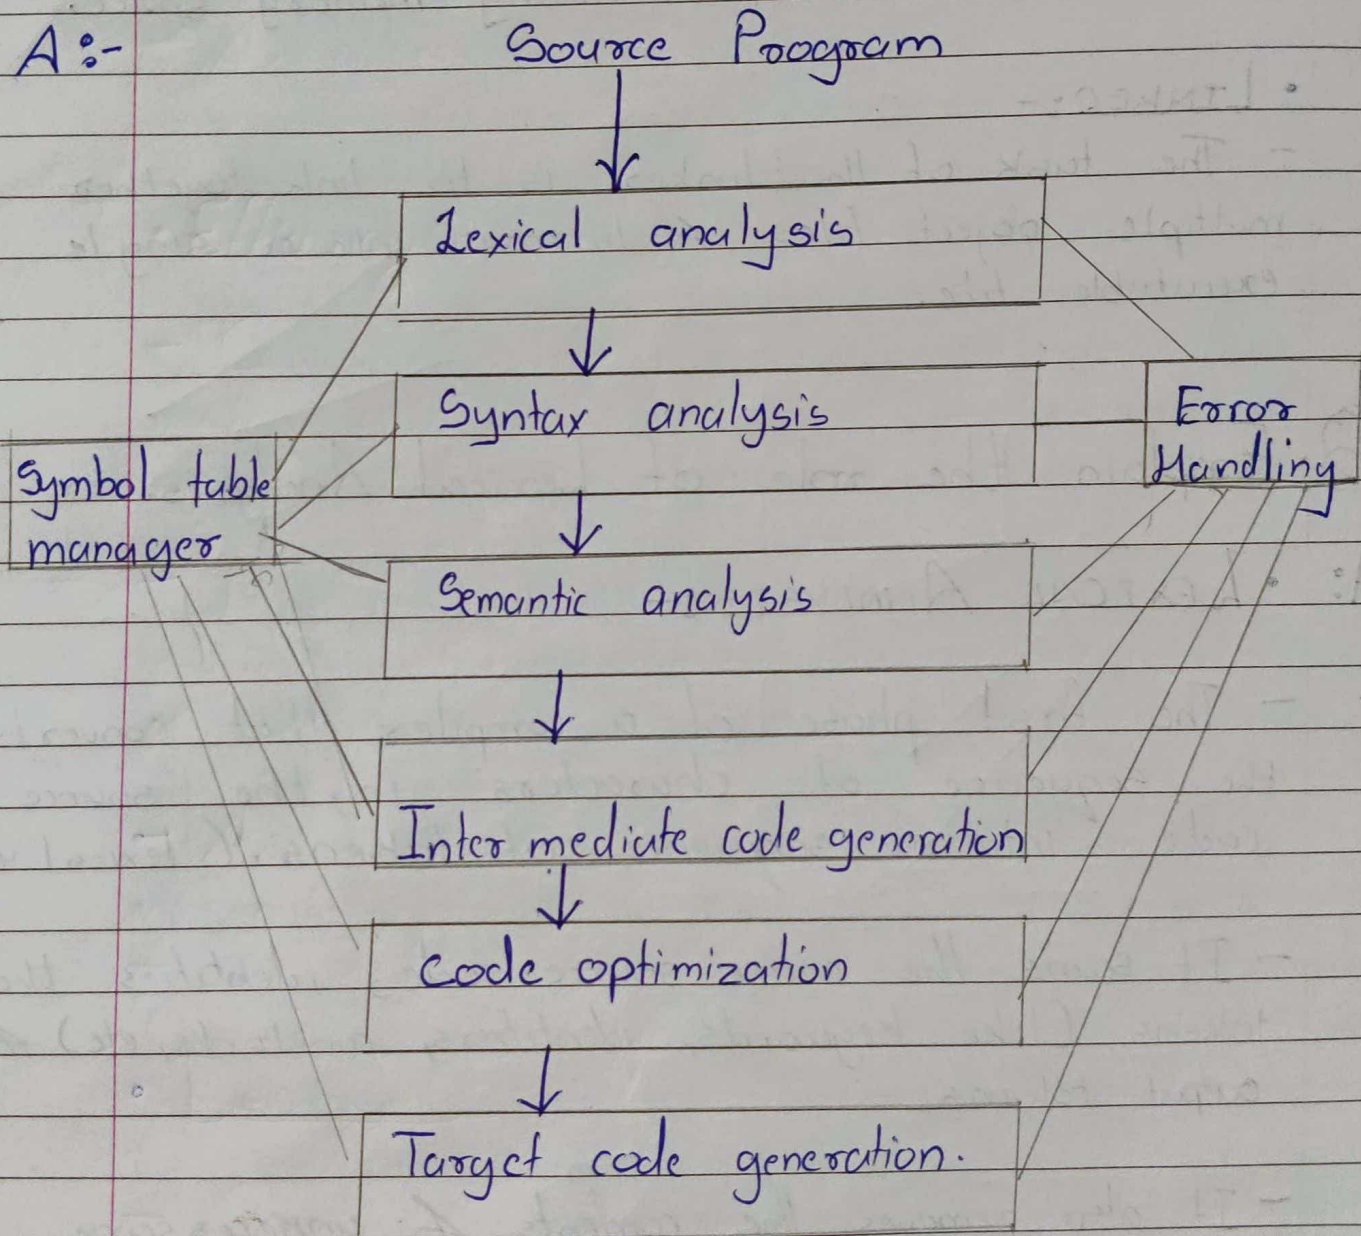 A:-
Source Program
Lexical analysis
Syntax analysis
Error
Handling
Symbol table
manager
Semantic analysis
Inter mediate code generation
code optimization
Target code generation.